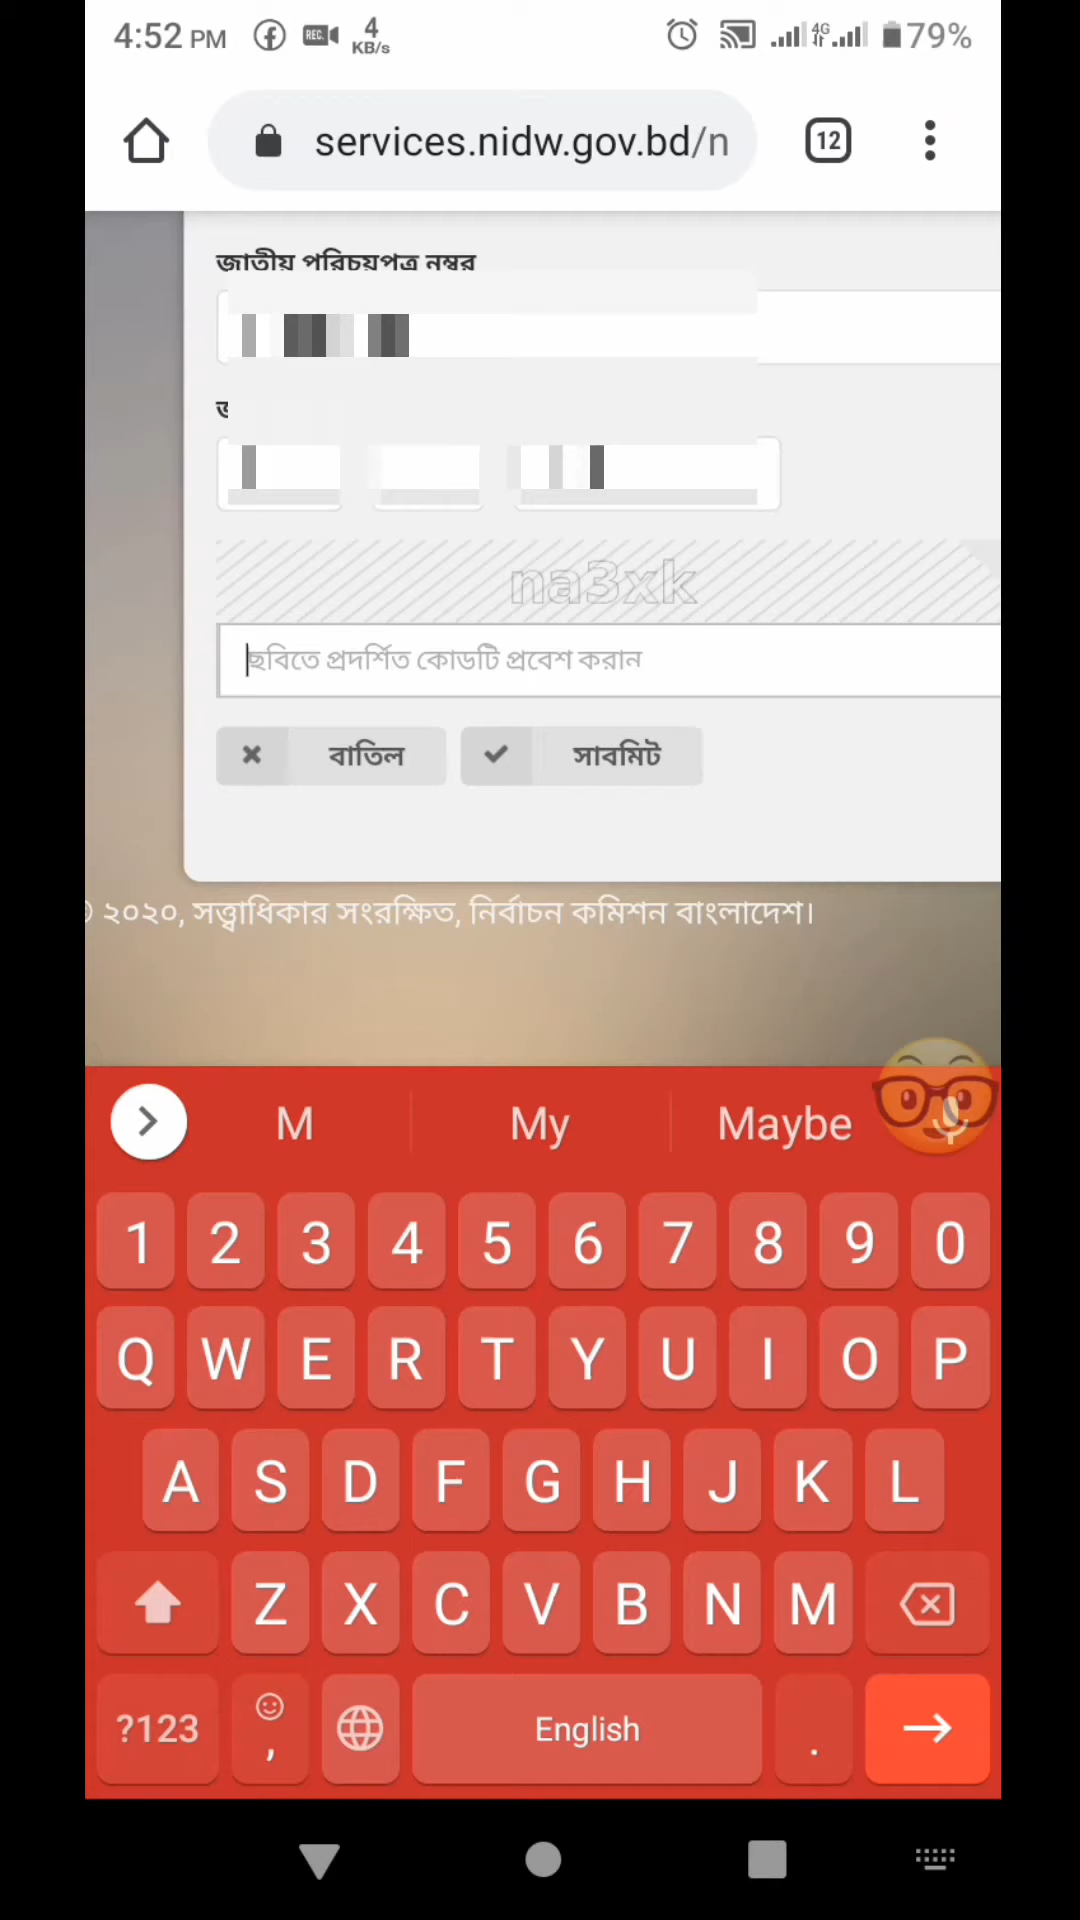 4:52 PM REC. 4 KB/s 4G 79%
services.nidw.gov.bd/n 12
জাতীয় পরিচয়পত্র নম্বর
na3xk
ছবিতে প্রদর্শিত কোডটি প্রবেশ করান
বাতিল সাবমিট
২০২০, সত্ত্বাধিকার সংরক্ষিত, নির্বাচন কমিশন বাংলাদেশ।
M My Maybe
1 2 3 4 5 6 7 8 9 0
Q W E R T Y U I O P
A S D F G H J K L
Z X C V B N M
?123 , English .